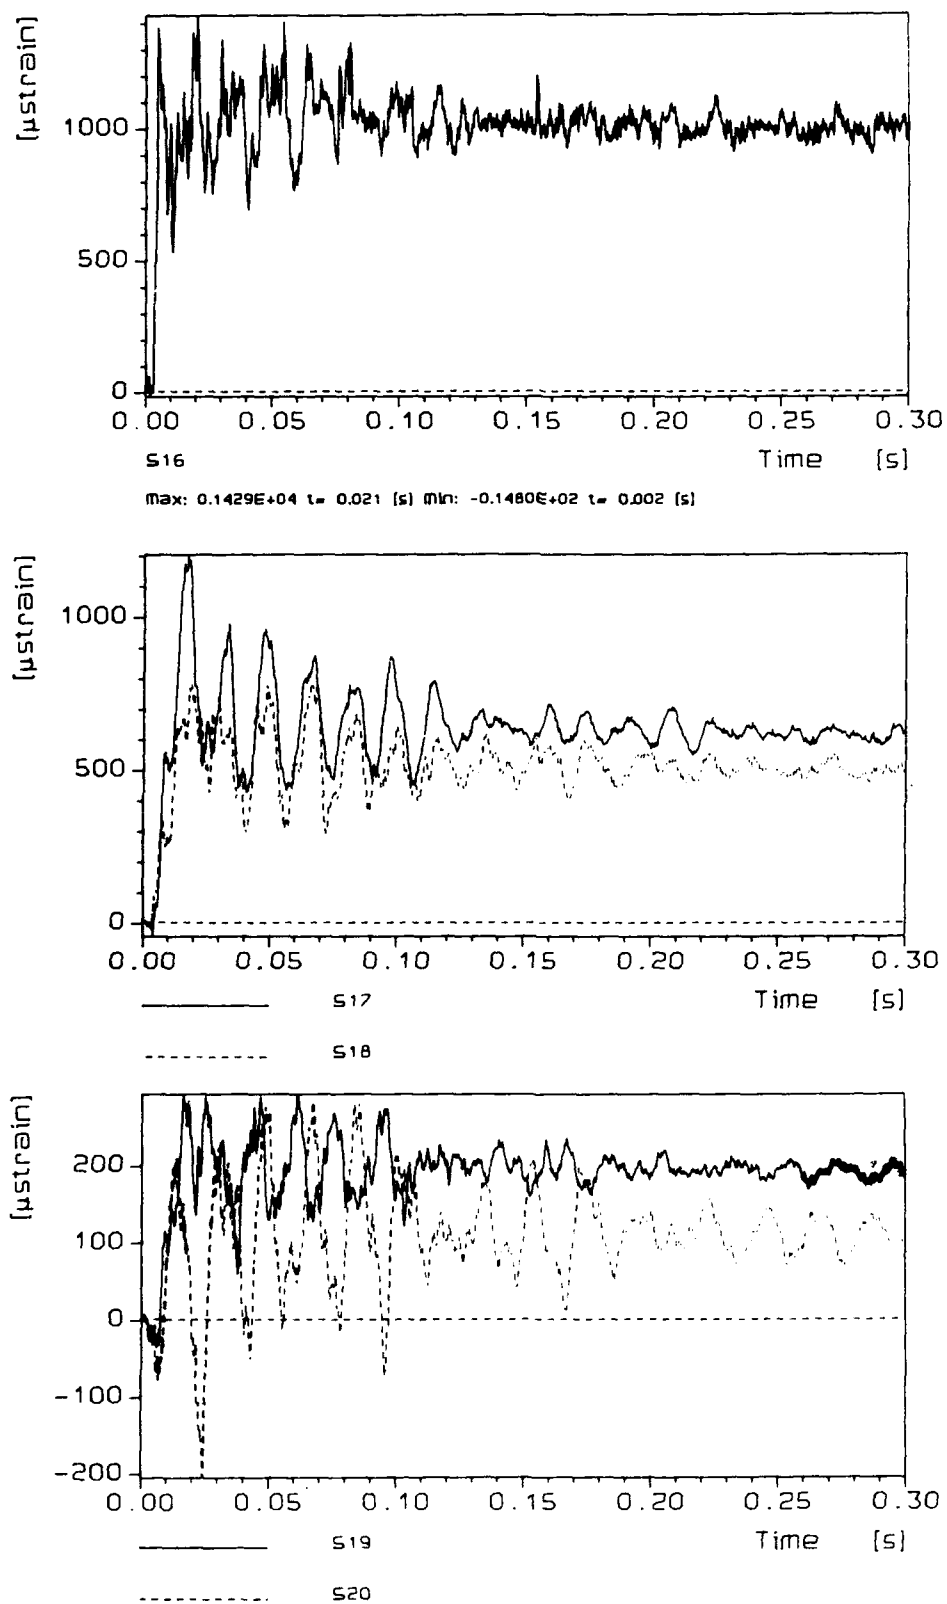 [μstrain]
1000
500
0
0.00 0.05 0.10 0.15 0.20 0.25 0.30
S16 Time [s]
max: 0.1429E+04 t= 0.021 [s] min: -0.1480E+02 t= 0.002 [s]
[μstrain]
1000
500
0
0.00 0.05 0.10 0.15 0.20 0.25 0.30
S17 Time [s]
S18
[μstrain]
200
100
0
-100
-200
0.00 0.05 0.10 0.15 0.20 0.25 0.30
S19 Time [s]
S20